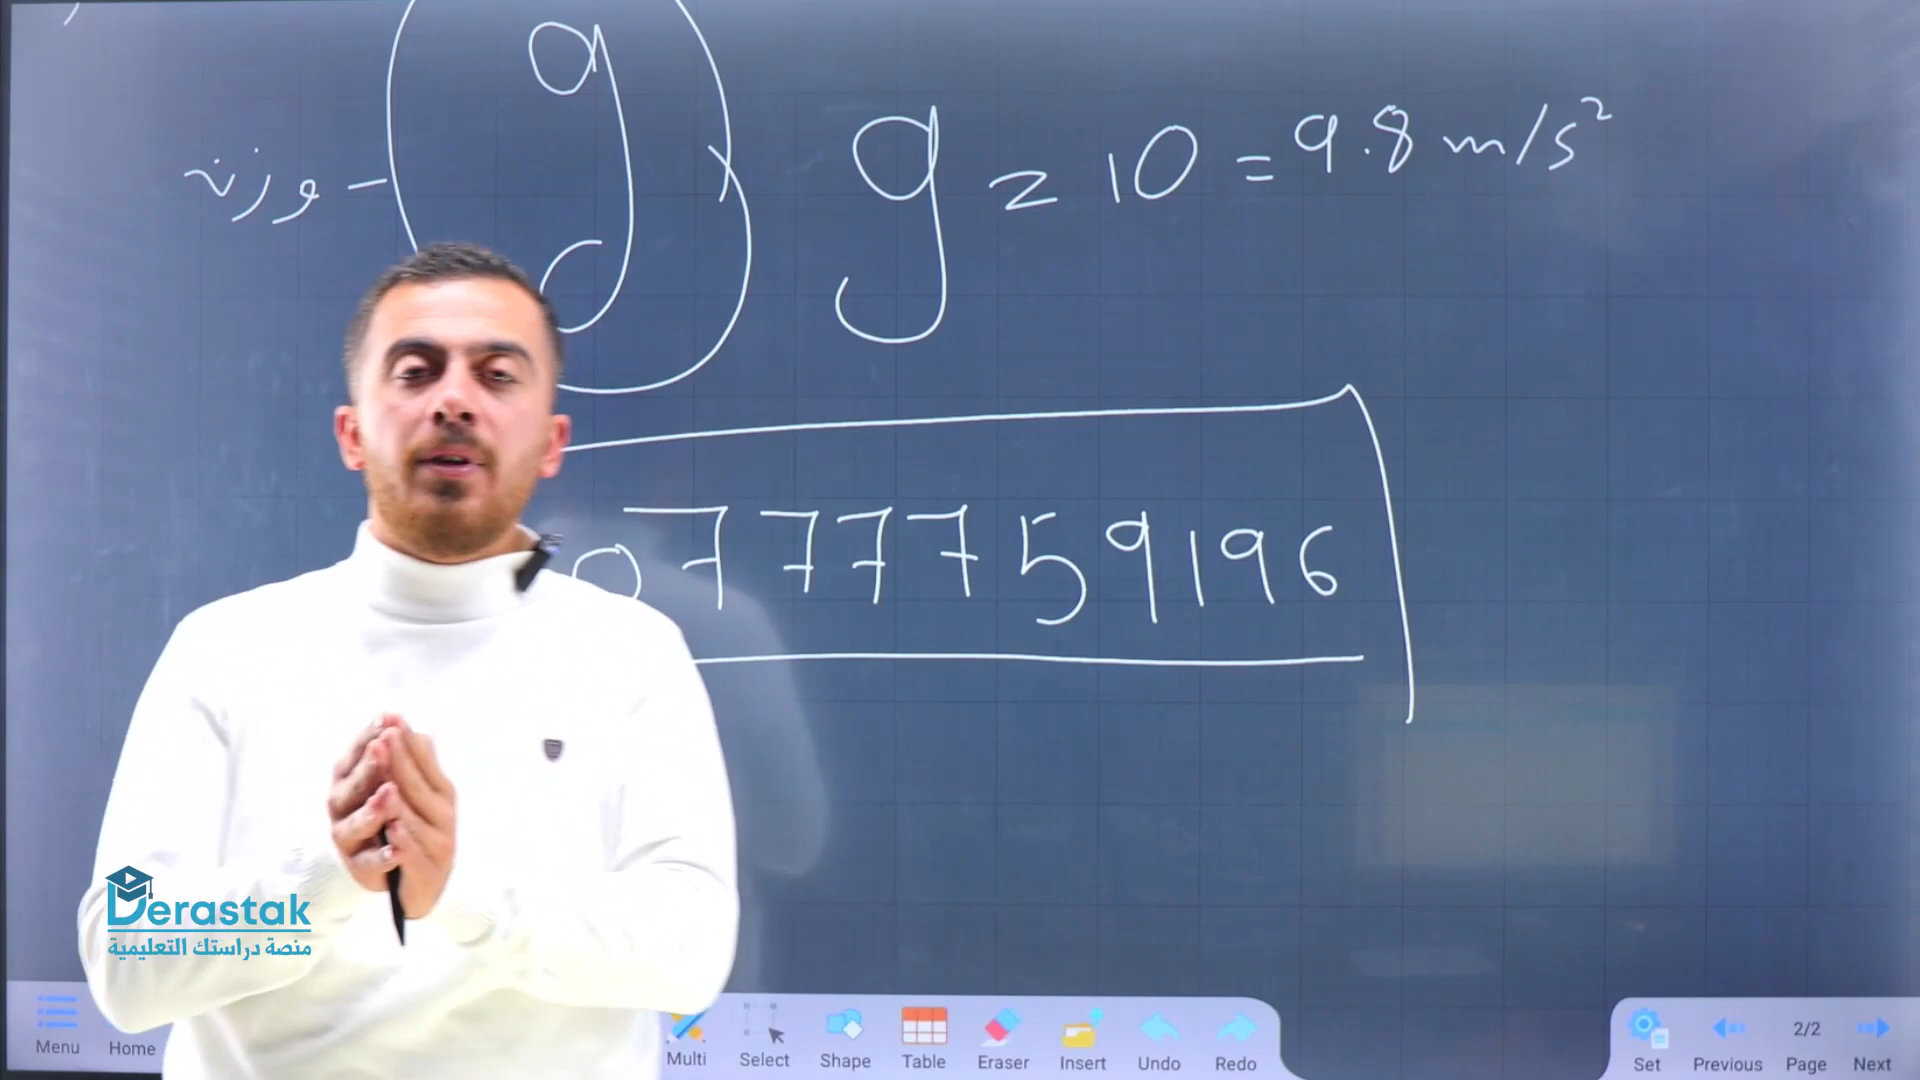 g
وزنه -
g = 10 = 9.8 m/s²
0777759196
Derastak
منصة دراستك التعليمية
Menu
Home
Multi
Select
Shape
Table
Eraser
Insert
Undo
Redo
Set
Previous
2/2
Page
Next